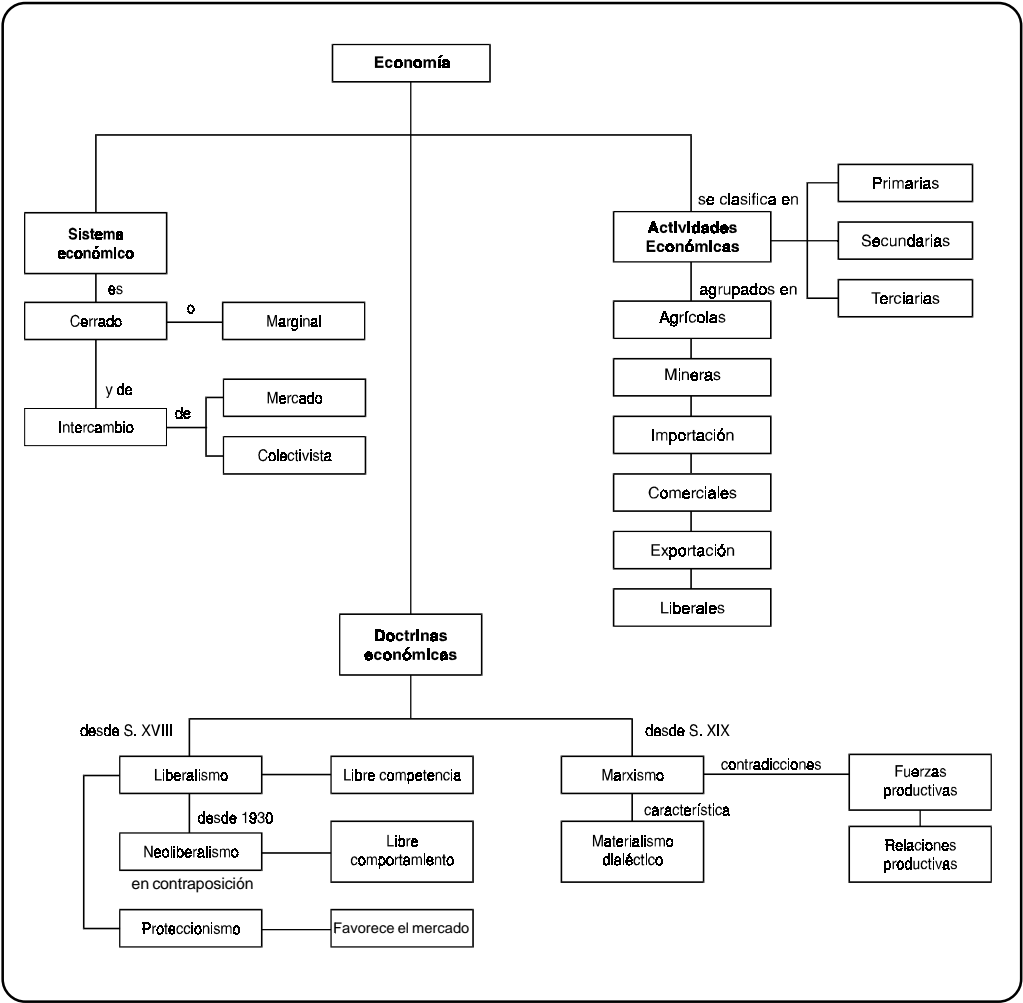 Economía
Sistema
económico
es
Cerrado
o
Marginal
y de
Intercambio
de
Mercado
Colectivista
se clasifica en
Actividades
Económicas
Primarias
Secundarias
Terciarias
agrupados en
Agrícolas
Mineras
Importación
Comerciales
Exportación
Liberales
Doctrinas
económicas
desde S. XVIII
Liberalismo
Libre competencia
desde 1930
Neoliberalismo
Libre
comportamiento
en contraposición
Proteccionismo
Favorece el mercado
desde S. XIX
Marxismo
contradicciones
Fuerzas
productivas
característica
Materialismo
dialéctico
Relaciones
productivas